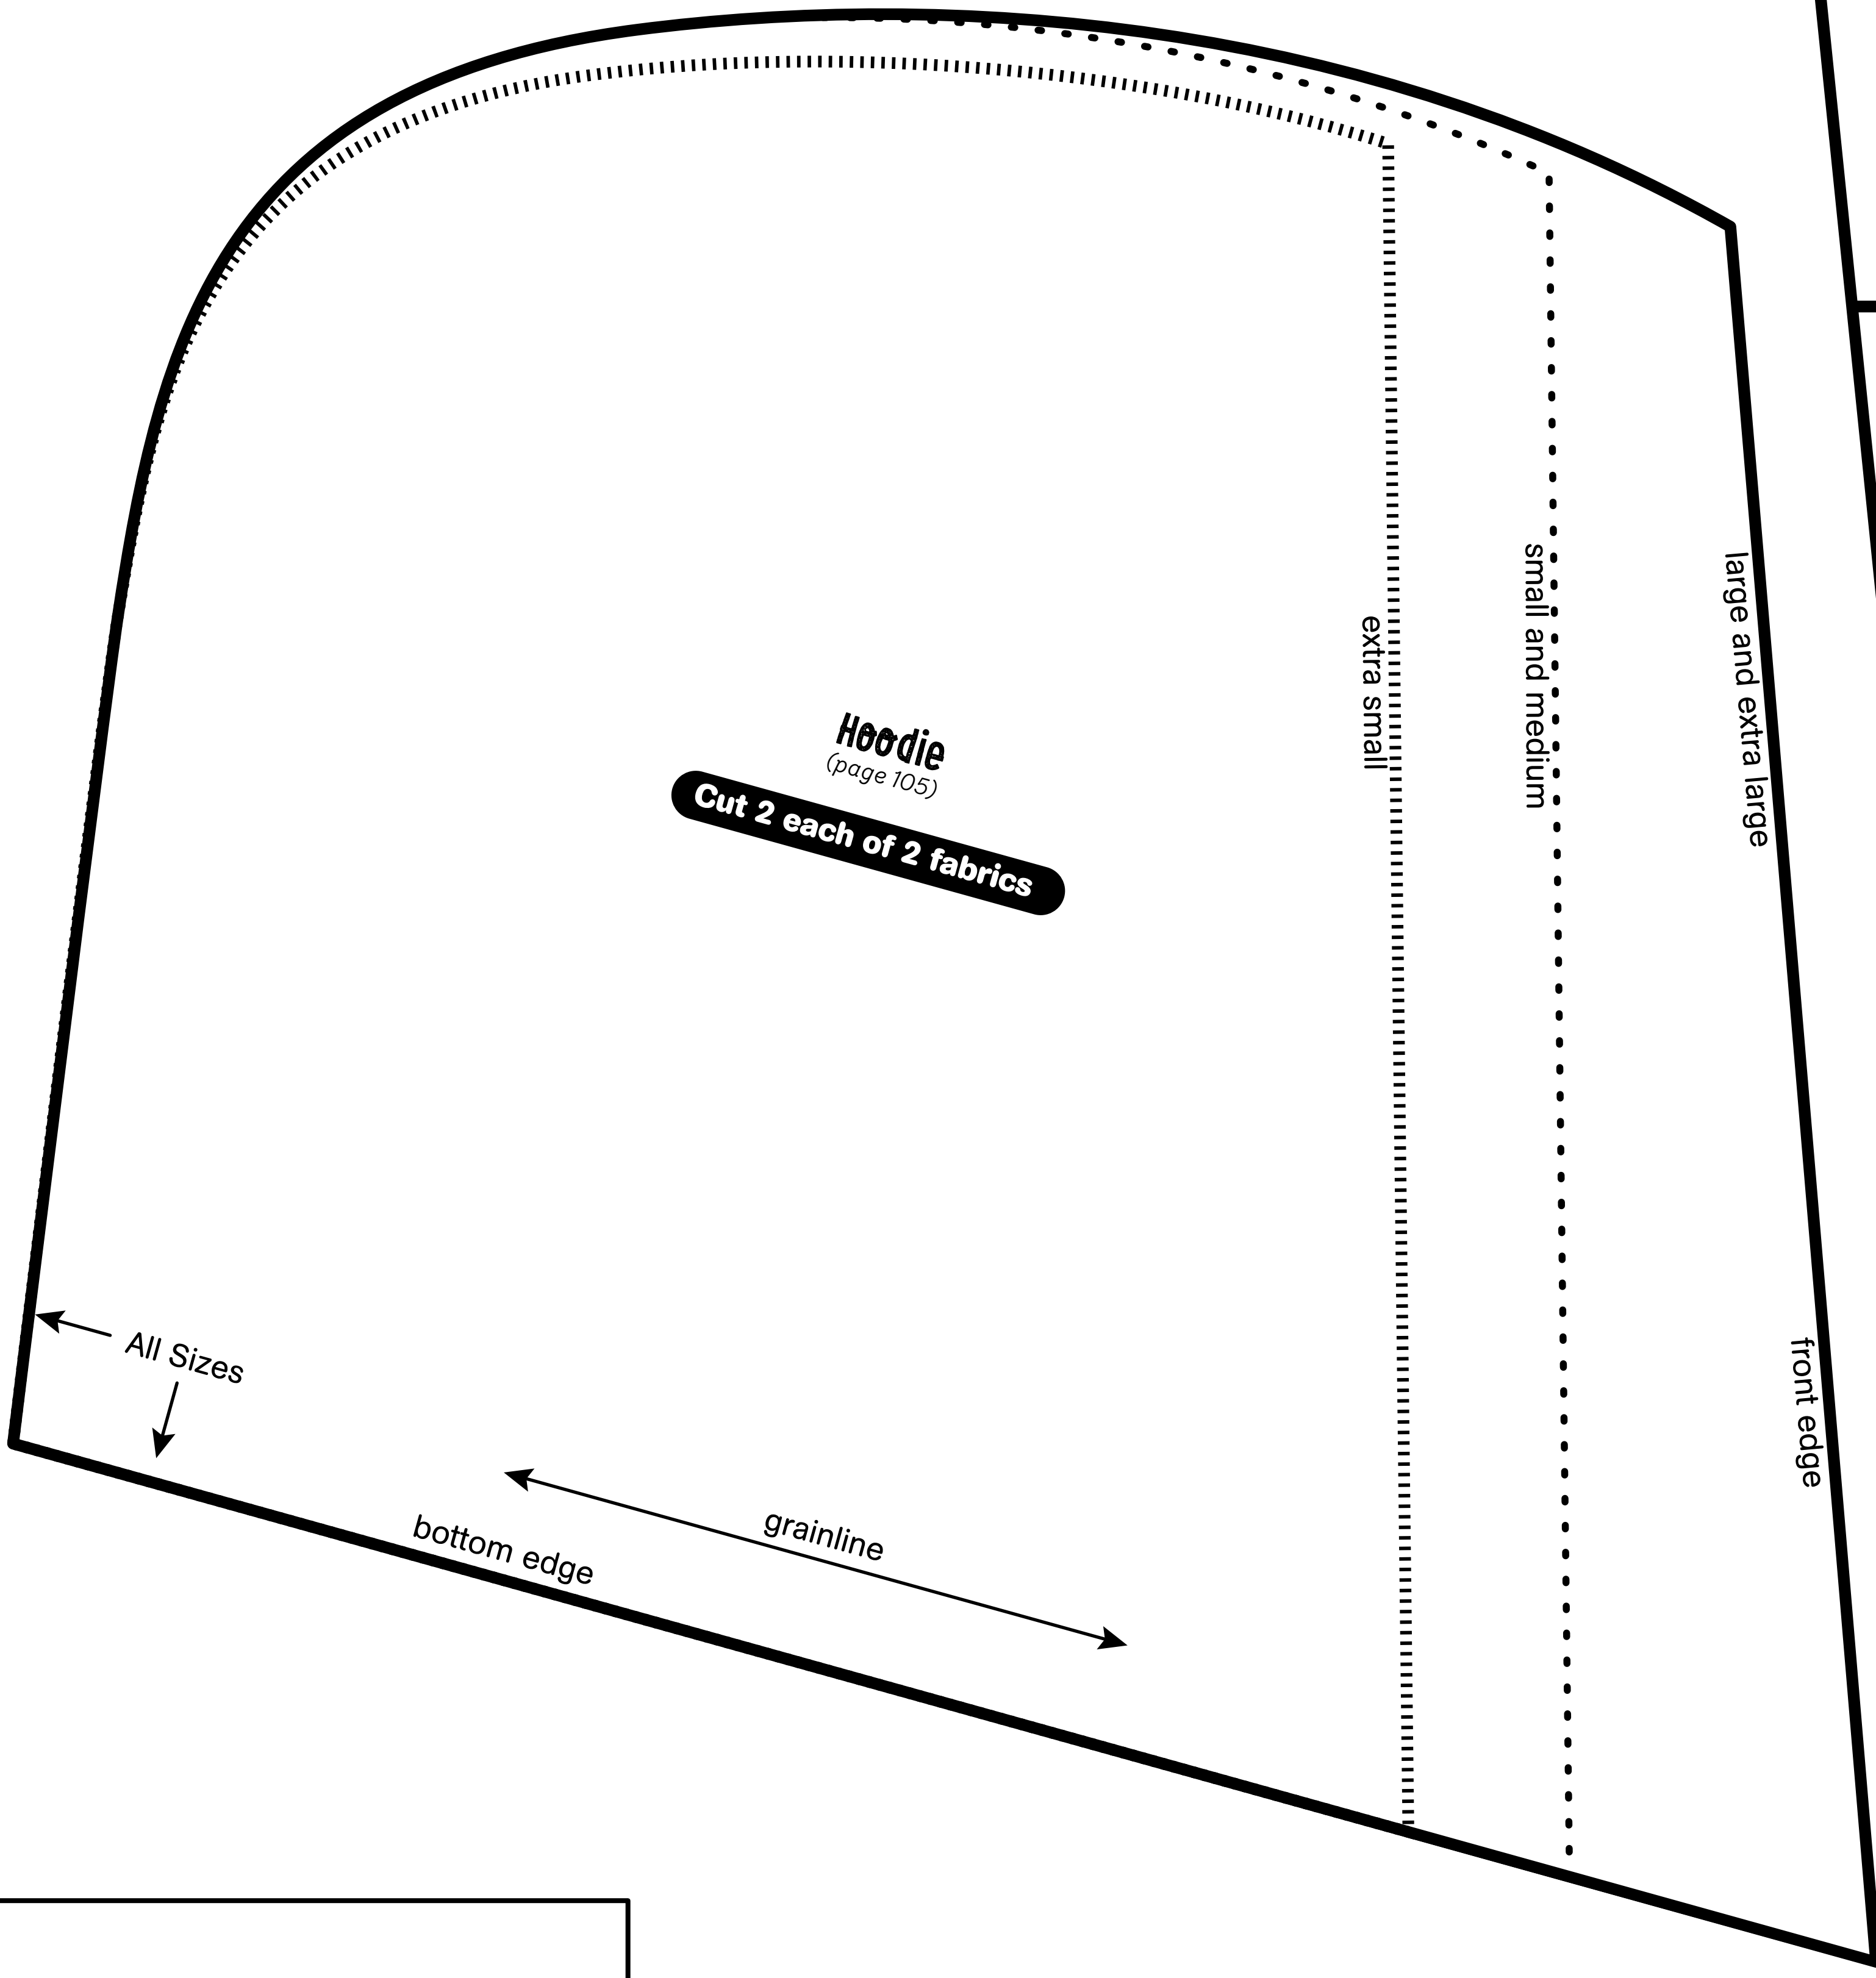 Hoodie
(page 105)
Cut 2 each of 2 fabrics
extra small
small and medium
large and extra large
front edge
All Sizes
grainline
bottom edge